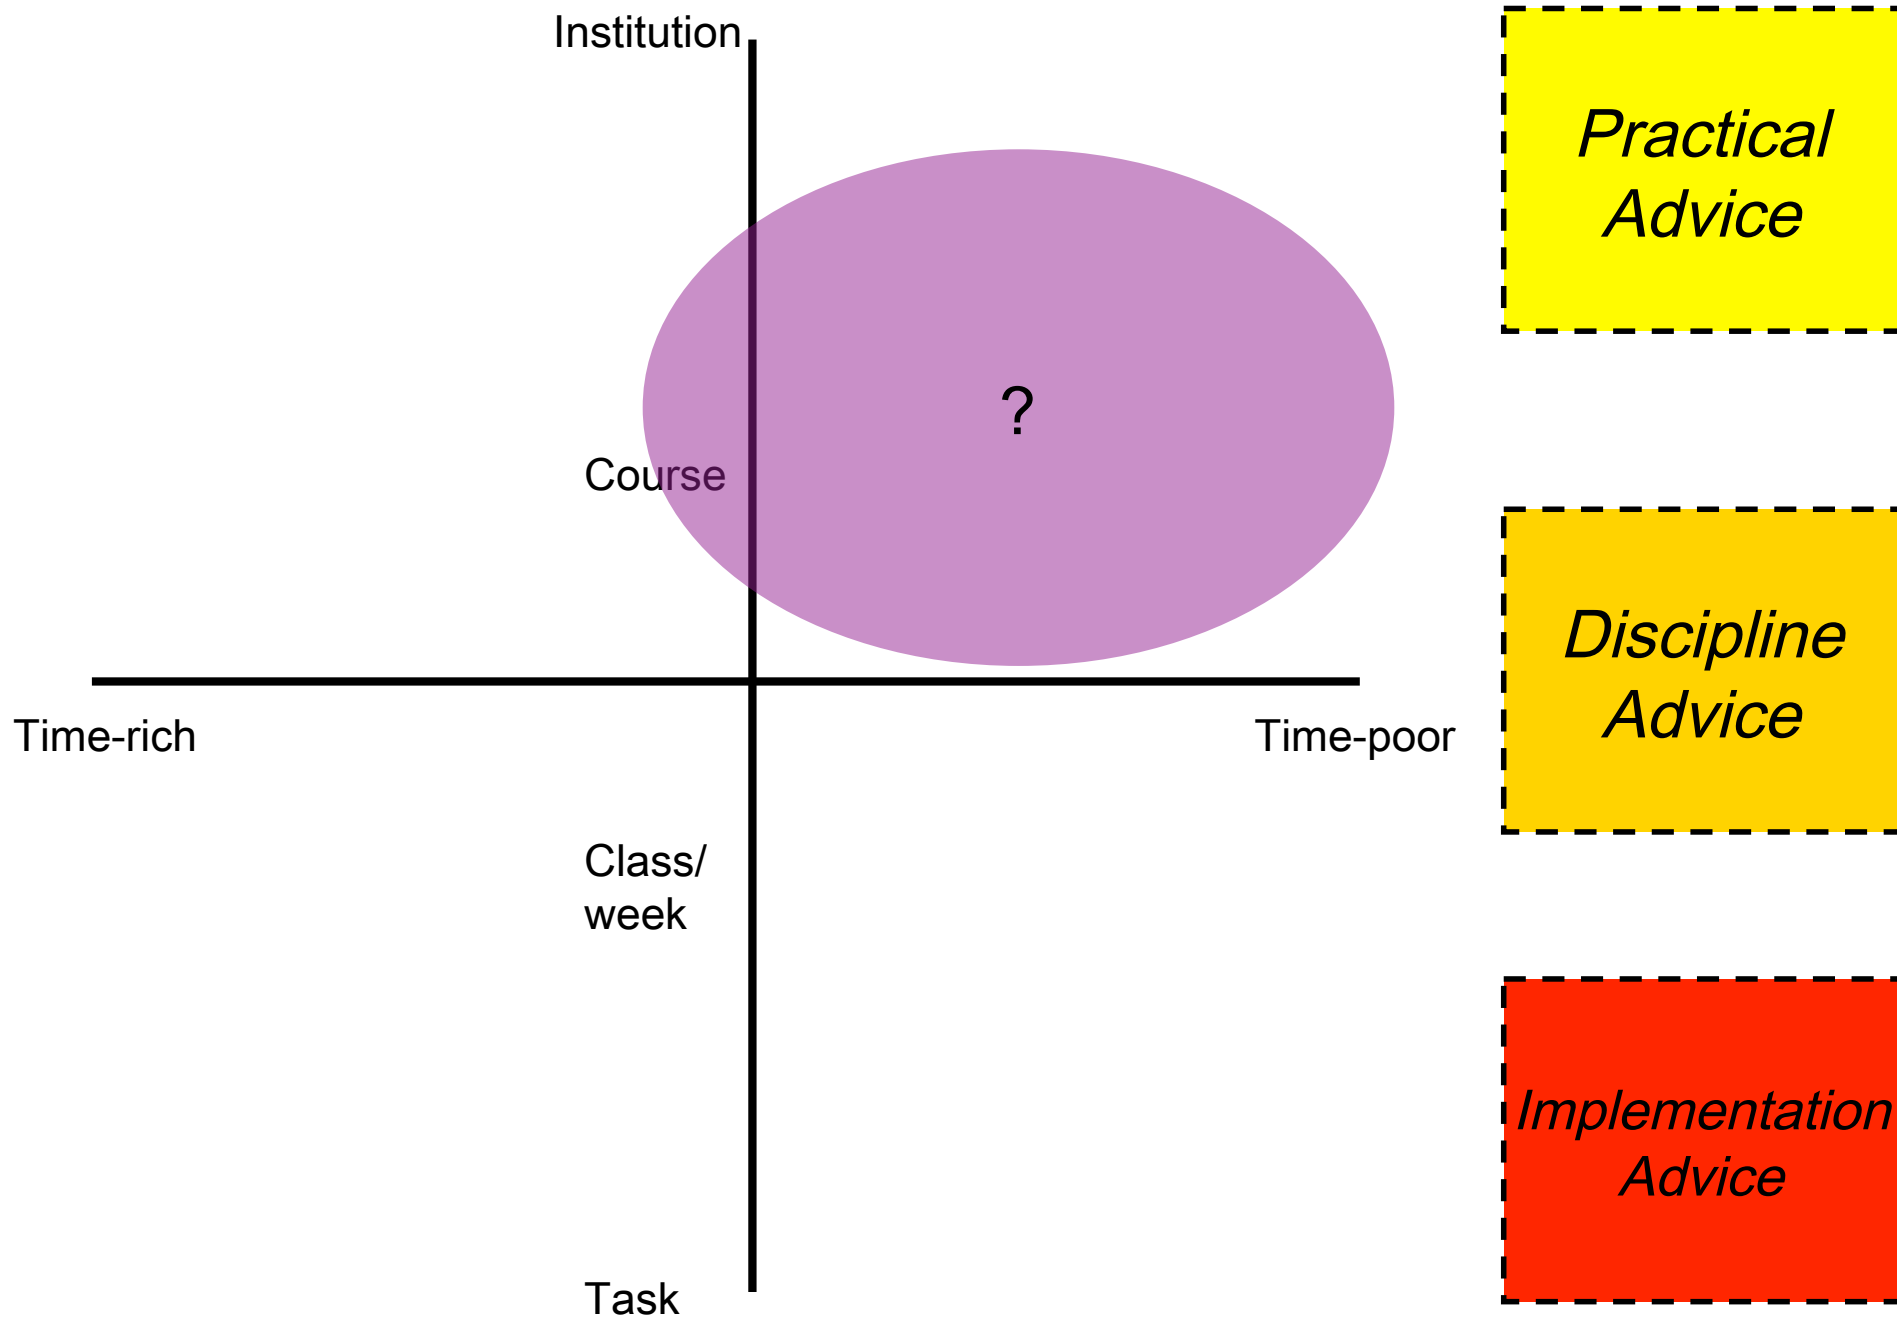 Institution
Practical
Advice
?
Course
Discipline
Advice
Time-rich
Time-poor
Class/
week
Implementation
Advice
Task